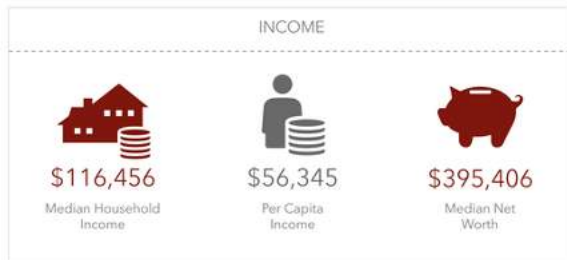 INCOME
$116,456
Median Household
Income
$56,345
Per Capita
Income
$395,406
Median Net
Worth